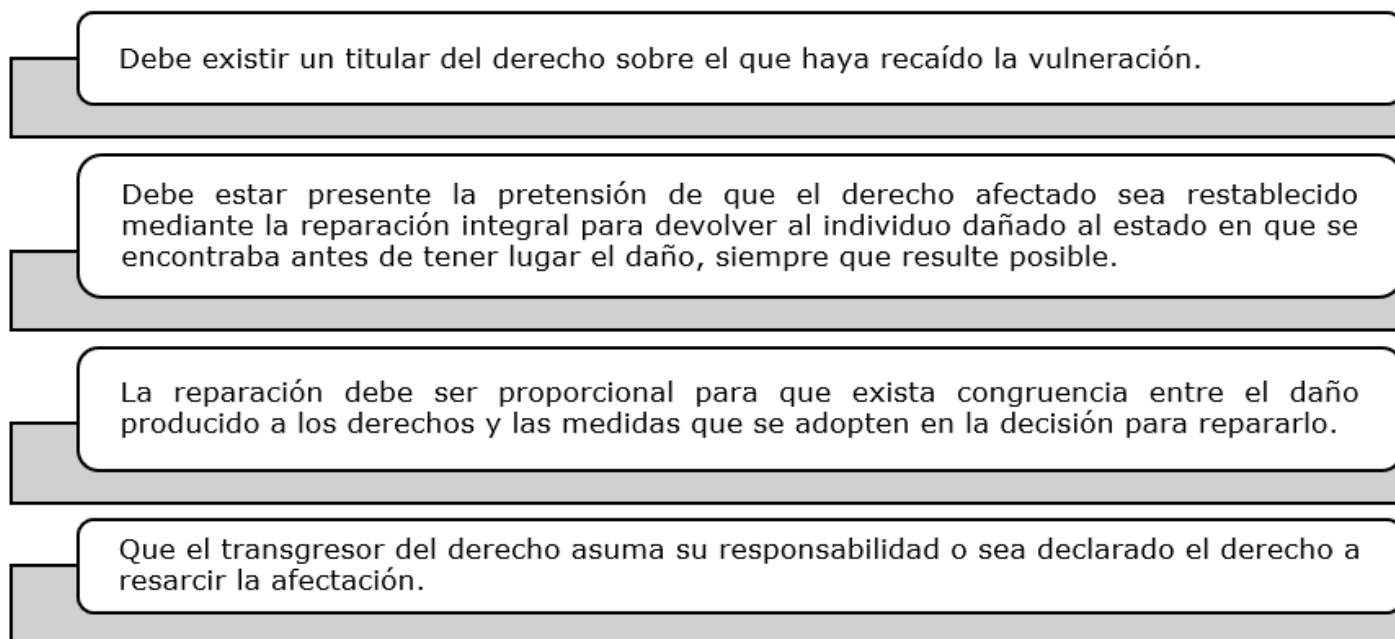 Debe existir un titular del derecho sobre el que haya recaído la vulneración.
Debe estar presente la pretensión de que el derecho afectado sea restablecido
mediante la reparación integral para devolver al individuo dañado al estado en que se
encontraba antes de tener lugar el daño, siempre que resulte posible.
La reparación debe ser proporcional para que exista congruencia entre el daño
producido a los derechos y las medidas que se adopten en la decisión para repararlo.
Que el transgresor del derecho asuma su responsabilidad o sea declarado el derecho a
resarcir la afectación.